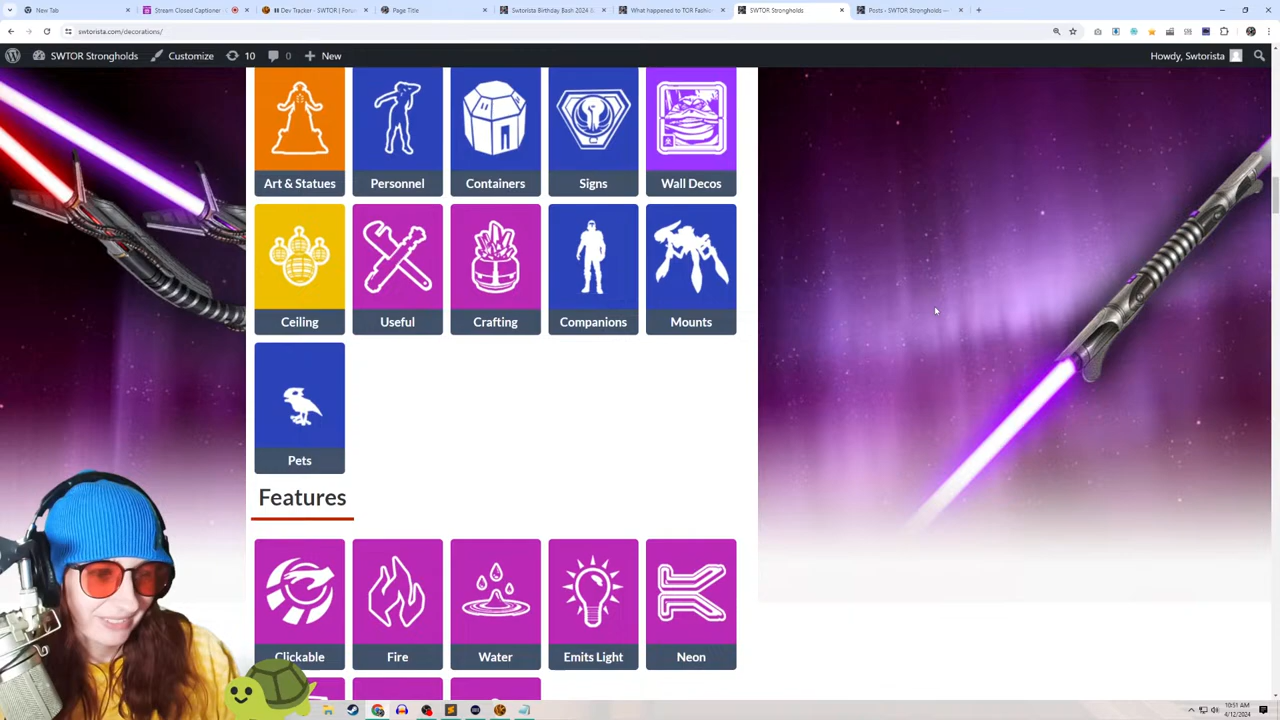 New Tab
Stream Closed Captioner
Dev Tracker - SWTOR | Forum
Page Title
Swtorista Birthday Bash 2024 &
What happened to TOR Fashion
SWTOR Strongholds
Posts ‹ SWTOR Strongholds —
swtorista.com/decorations/
SWTOR Strongholds
Customize
10
0
New
Howdy, Swtorista
Art & Statues
Personnel
Containers
Signs
Wall Decos
Ceiling
Useful
Crafting
Companions
Mounts
Pets
Features
Clickable
Fire
Water
Emits Light
Neon
10:51 AM
4/12/2024